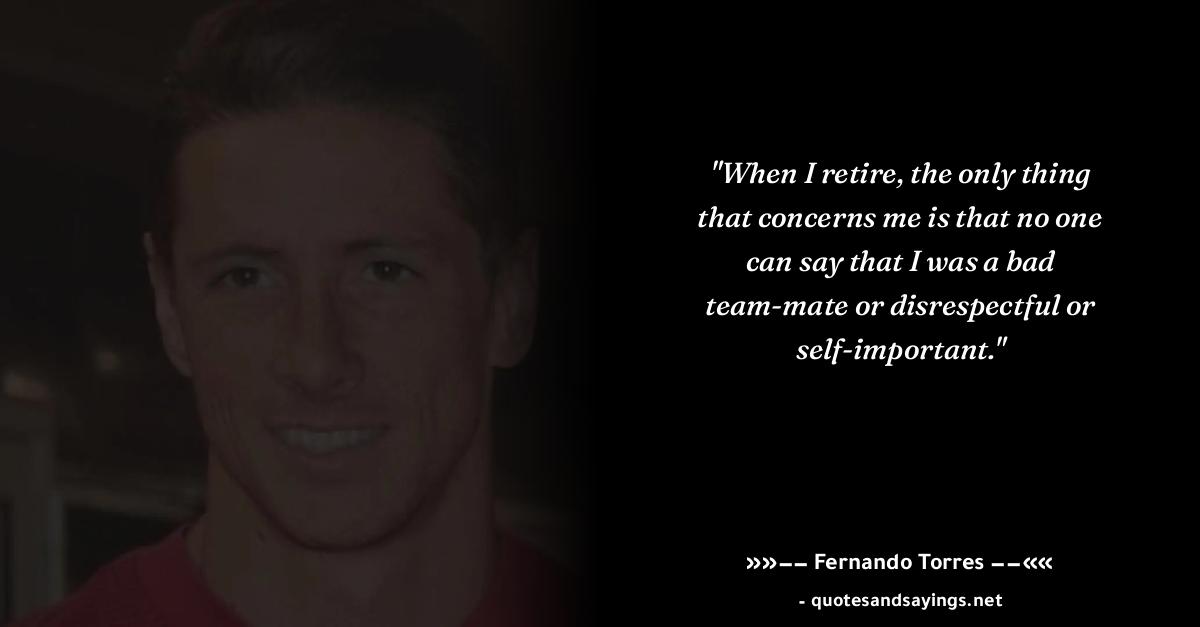 "When I retire, the only thing
that concerns me is that no one
can say that I was a bad
team-mate or disrespectful or
self-important."
»»–– Fernando Torres ––««
- quotesandsayings.net